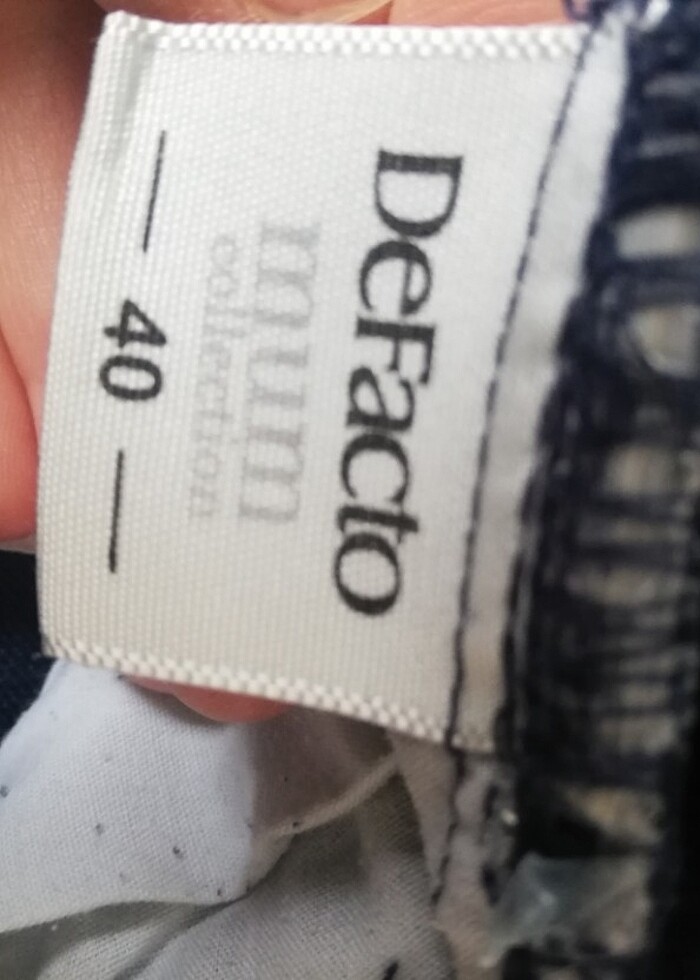 DeFacto
mum
collection
— 40 —